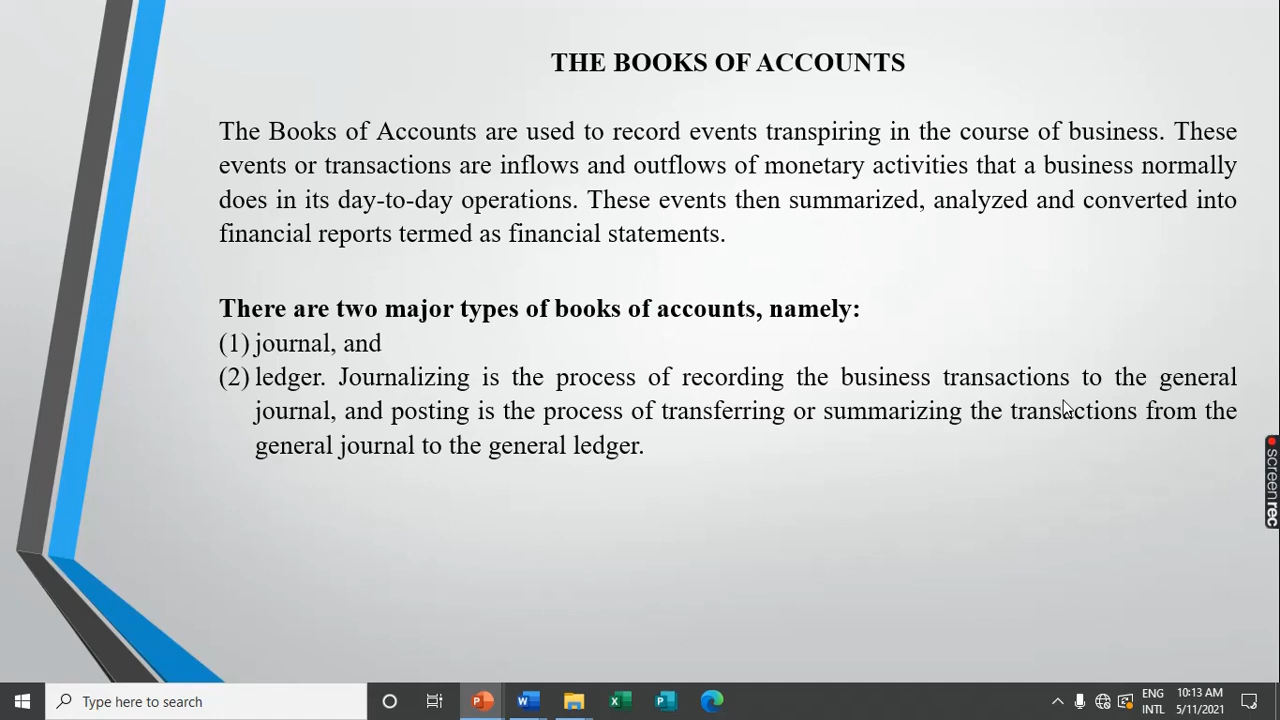 THE BOOKS OF ACCOUNTS
The Books of Accounts are used to record events transpiring in the course of business. These
events or transactions are inflows and outflows of monetary activities that a business normally
does in its day-to-day operations. These events then summarized, analyzed and converted into
financial reports termed as financial statements.
There are two major types of books of accounts, namely:
(1) journal, and
(2) ledger. Journalizing is the process of recording the business transactions to the general
journal, and posting is the process of transferring or summarizing the transactions from the
general journal to the general ledger.
screenrec
Type here to search
ENG
INTL
10:13 AM
5/11/2021